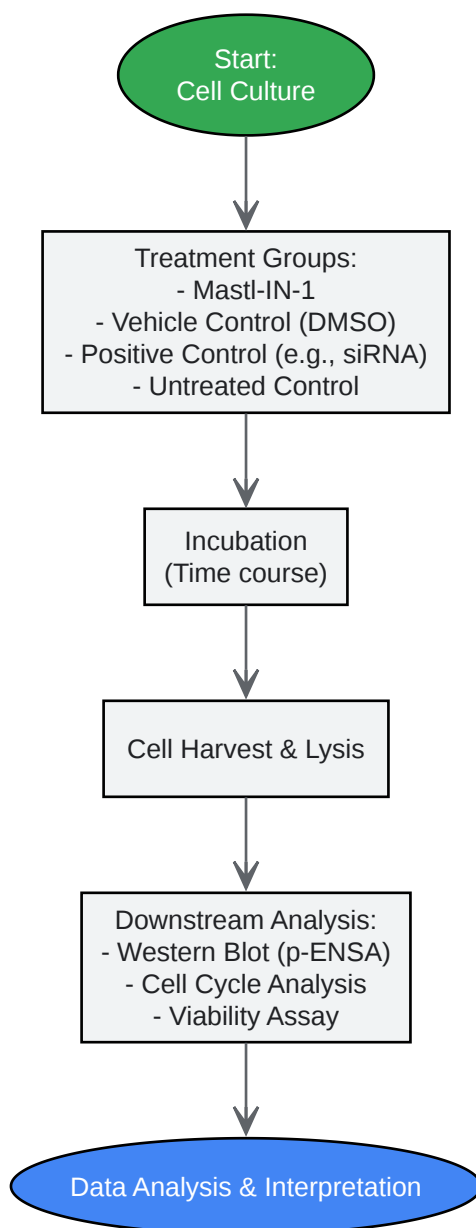 Start:
Cell Culture
Treatment Groups:
- Mastl-IN-1
- Vehicle Control (DMSO)
- Positive Control (e.g., siRNA)
- Untreated Control
Incubation
(Time course)
Cell Harvest & Lysis
Downstream Analysis:
- Western Blot (p-ENSA)
- Cell Cycle Analysis
- Viability Assay
Data Analysis & Interpretation